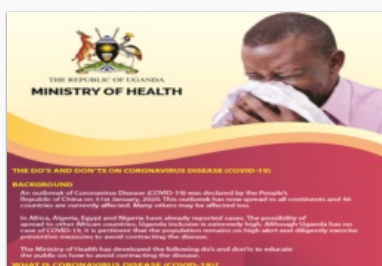 THE REPUBLIC OF UGANDA
MINISTRY OF HEALTH
THE DO'S AND DON'TS ON CORONAVIRUS DISEASE (COVID-19)
BACKGROUND
An outbreak of Coronavirus Disease (COVID-19) was declared by the People's
Republic of China on 31st January, 2020. This outbreak has now spread to all continents and 46
countries are currently affected. Many others may be affected too.
In Africa, Algeria, Egypt and Nigeria have already reported cases. The possibility of
spread to other African countries, Uganda inclusive is extremely high. Although Uganda has no
case of COVID-19, it is pertinent that the population remains on high alert and diligently exercise
preventive measures to avoid contracting the disease.
The Ministry of Health has developed the following do's and don'ts to educate
the public on how to avoid contracting the disease.
WHAT IS CORONAVIRUS DISEASE (COVID-19)?